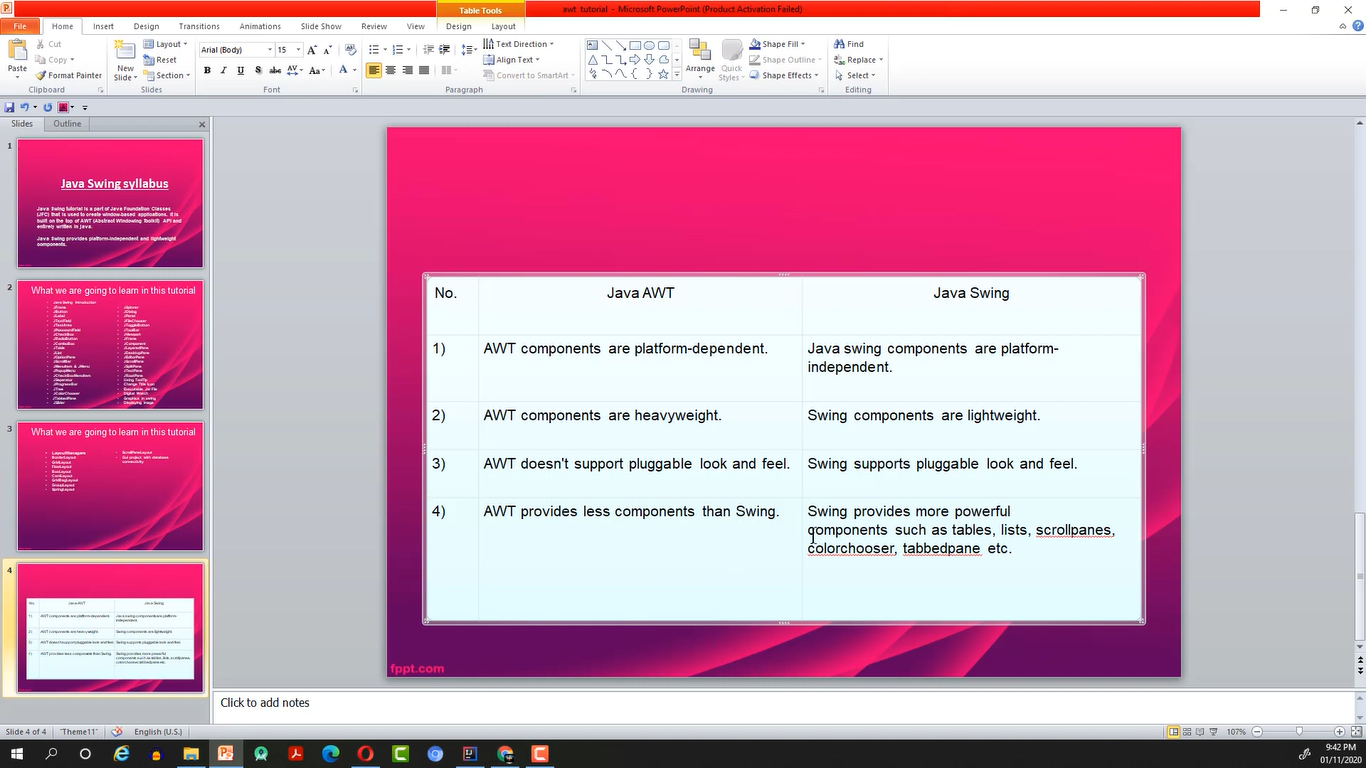 Table Tools
awt tutorial - Microsoft PowerPoint (Product Activation Failed)
File Home Insert Design Transitions Animations Slide Show Review View Design Layout
Cut
Copy
Format Painter
Paste
Clipboard
New
Slide
Layout
Reset
Section
Slides
Arial (Body) 15
B I U S abc AV Aa A
Font
Text Direction
Align Text
Convert to SmartArt
Paragraph
Arrange
Quick
Styles
Shape Fill
Shape Outline
Shape Effects
Drawing
Find
Replace
Select
Editing
Slides Outline
1
Java Swing syllabus
Java Swing tutorial is a part of Java Foundation Classes
(JFC) that is used to create window-based applications. It is
built on the top of AWT (Abstract Windowing Toolkit) API and
entirely written in java.
Java Swing provides platform-independent and lightweight
components.
2
What we are going to learn in this tutorial
3
What we are going to learn in this tutorial
4
No. Java AWT Java Swing
1) AWT components are platform-dependent. Java swing components are platform-
independent.
2) AWT components are heavyweight. Swing components are lightweight.
3) AWT doesn't support pluggable look and feel. Swing supports pluggable look and feel.
4) AWT provides less components than Swing. Swing provides more powerful
components such as tables, lists, scrollpanes,
colorchooser, tabbedpane etc.
fppt.com
Click to add notes
Slide 4 of 4 "Theme11" English (U.S.) 107%
9:42 PM
01/11/2020